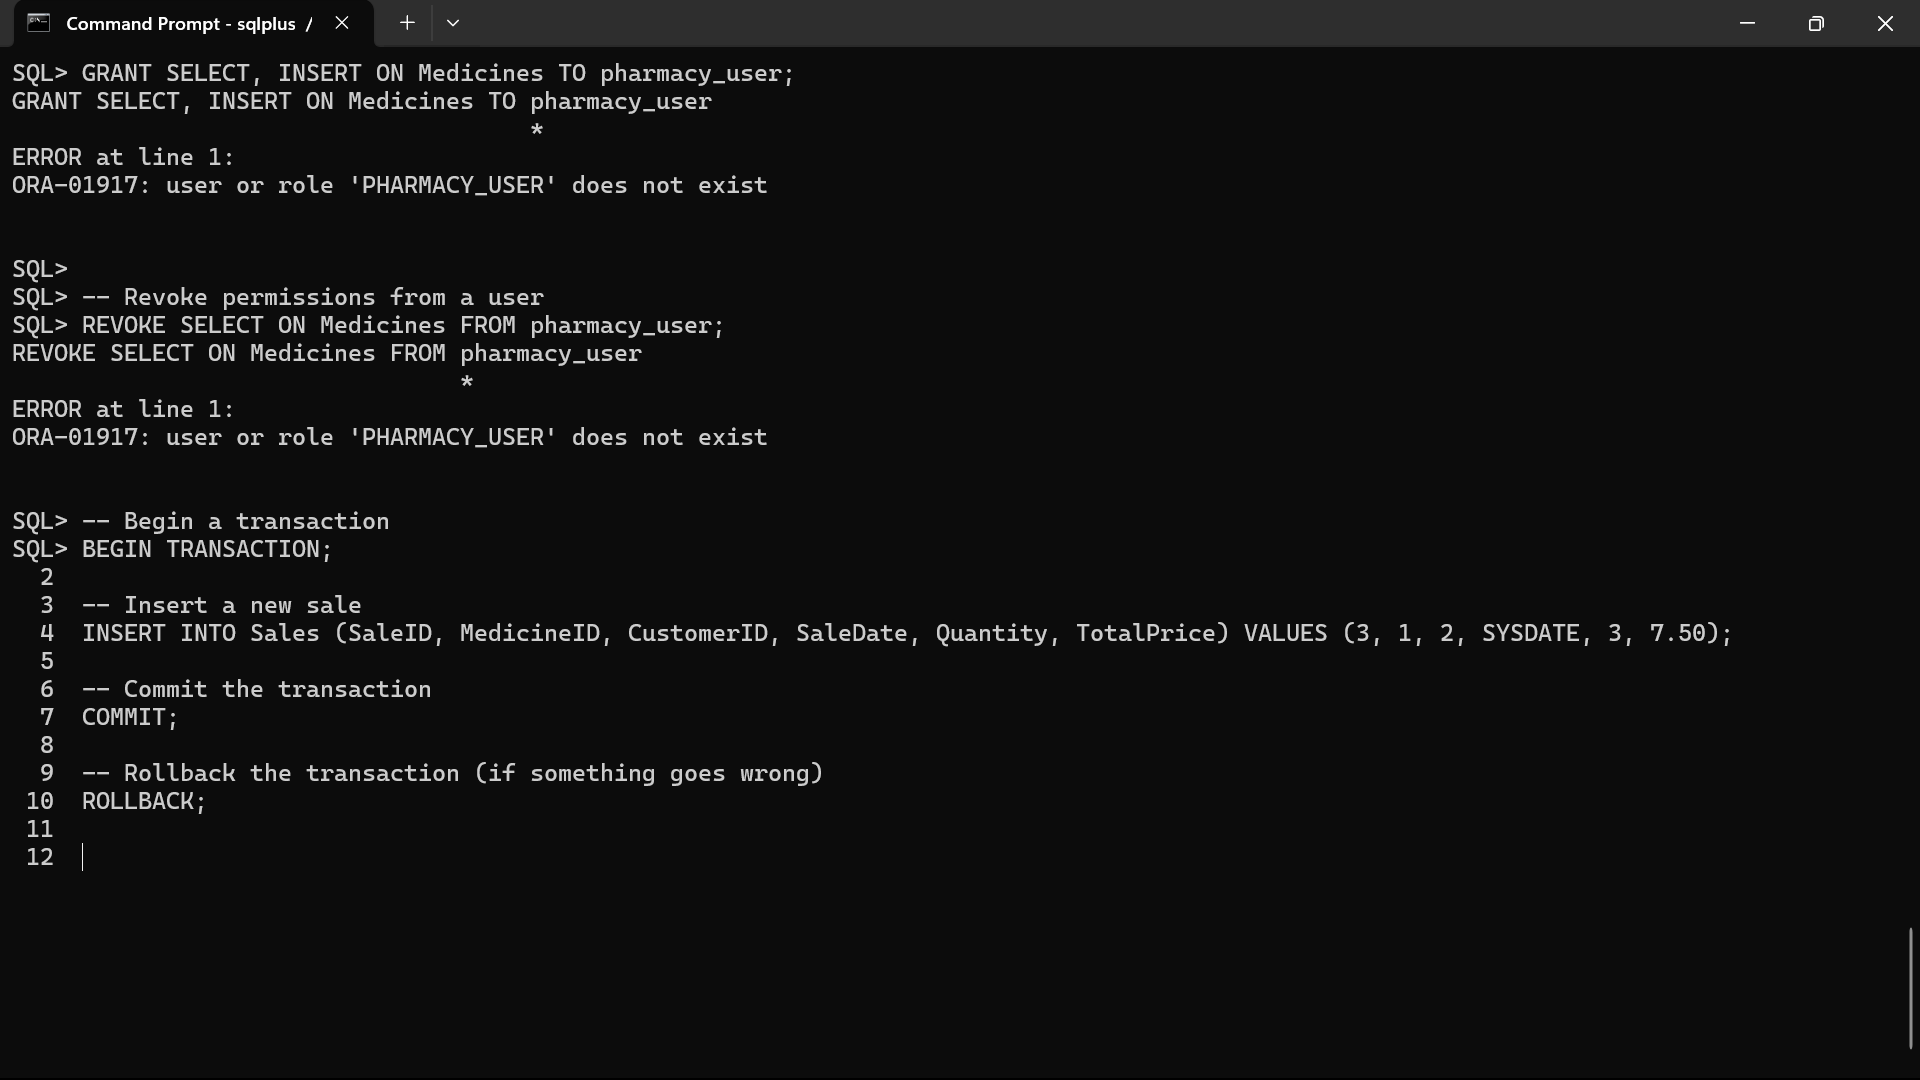 Command Prompt - sqlplus /
SQL> GRANT SELECT, INSERT ON Medicines TO pharmacy_user;
GRANT SELECT, INSERT ON Medicines TO pharmacy_user
*
ERROR at line 1:
ORA-01917: user or role 'PHARMACY_USER' does not exist
SQL>
SQL> -- Revoke permissions from a user
SQL> REVOKE SELECT ON Medicines FROM pharmacy_user;
REVOKE SELECT ON Medicines FROM pharmacy_user
*
ERROR at line 1:
ORA-01917: user or role 'PHARMACY_USER' does not exist
SQL> -- Begin a transaction
SQL> BEGIN TRANSACTION;
2
3 -- Insert a new sale
4 INSERT INTO Sales (SaleID, MedicineID, CustomerID, SaleDate, Quantity, TotalPrice) VALUES (3, 1, 2, SYSDATE, 3, 7.50);
5
6 -- Commit the transaction
7 COMMIT;
8
9 -- Rollback the transaction (if something goes wrong)
10 ROLLBACK;
11
12